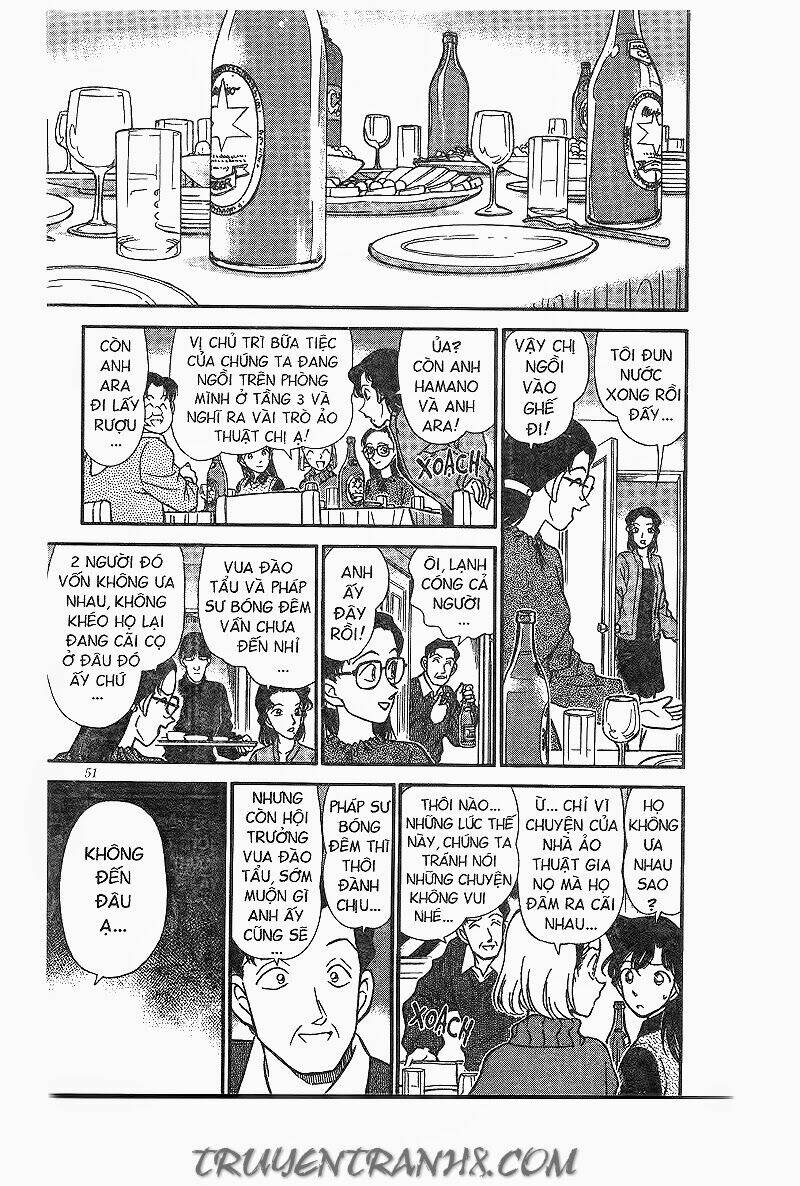 TÔI ĐUN
NƯỚC
XONG RỒI
ĐẤY...
VẬY CHỊ
NGỒI
VÀO
GHẾ
ĐI!
ỦA?
CÒN ANH
HAMANO
VÀ ANH
ARA!
XOẠCH
VỊ CHỦ TRÌ BỮA TIỆC
CỦA CHÚNG TA ĐANG
NGỒI TRÊN PHÒNG
MÌNH Ở TẦNG 3 VÀ
NGHĨ RA VÀI TRÒ ẢO
THUẬT CHỊ Ạ!
CÒN
ANH
ARA
ĐI LẤY
RƯỢU
...
ÔI, LẠNH
CÓNG CẢ
NGƯỜI
...
ANH
ẤY
ĐÂY
RỒI!
VUA ĐÀO
TẨU VÀ PHÁP
SƯ BÓNG ĐÊM
VẪN CHƯA
ĐẾN NHỈ
...
2 NGƯỜI ĐÓ
VỐN KHÔNG ƯA
NHAU, KHÔNG
KHÉO HỌ LẠI
ĐANG CÃI CỌ
Ở ĐÂU ĐÓ
ẤY CHỨ
...
51
HỌ
KHÔNG
ƯA
NHAU
SAO?
Ừ... CHỈ VÌ
CHUYỆN CỦA
NHÀ ẢO
THUẬT GIA
NỌ MÀ HỌ
ĐÂM RA CÃI
NHAU...
THÔI NÀO...
NHỮNG LÚC THẾ
NÀY, CHÚNG TA
TRÁNH NÓI
NHỮNG CHUYỆN
KHÔNG VUI
NHÉ...
XOẠCH
PHÁP SƯ
BÓNG
ĐÊM THÌ
THÔI
ĐÀNH
CHỊU...
NHƯNG
CÒN HỘI
TRƯỞNG
VUA ĐÀO
TẨU, SỚM
MUỘN GÌ
ANH ẤY
CŨNG SẼ
...
KHÔNG
ĐẾN
ĐÂU
Ạ...
TRUYENTRANH8.COM